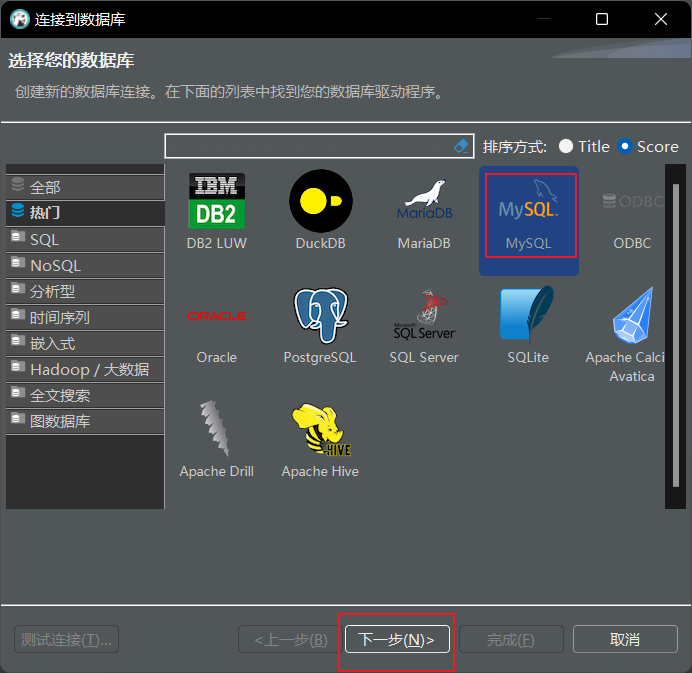 连接到数据库
选择您的数据库
创建新的数据库连接。在下面的列表中找到您的数据库驱动程序。
排序方式: Title Score
全部
热门
SQL
NoSQL
分析型
时间序列
嵌入式
Hadoop / 大数据
全文搜索
图数据库
IBM
DB2
DB2 LUW
DuckDB
MariaDB
MariaDB
MySQL
MySQL
ODBC
ODBC
ORACLE
Oracle
PostgreSQL
Microsoft
SQL Server
SQL Server
SQLite
Apache Calci
Avatica
Apache Drill
HIVE
Apache Hive
测试连接(T)...
<上一步(B)
下一步(N)>
完成(F)
取消